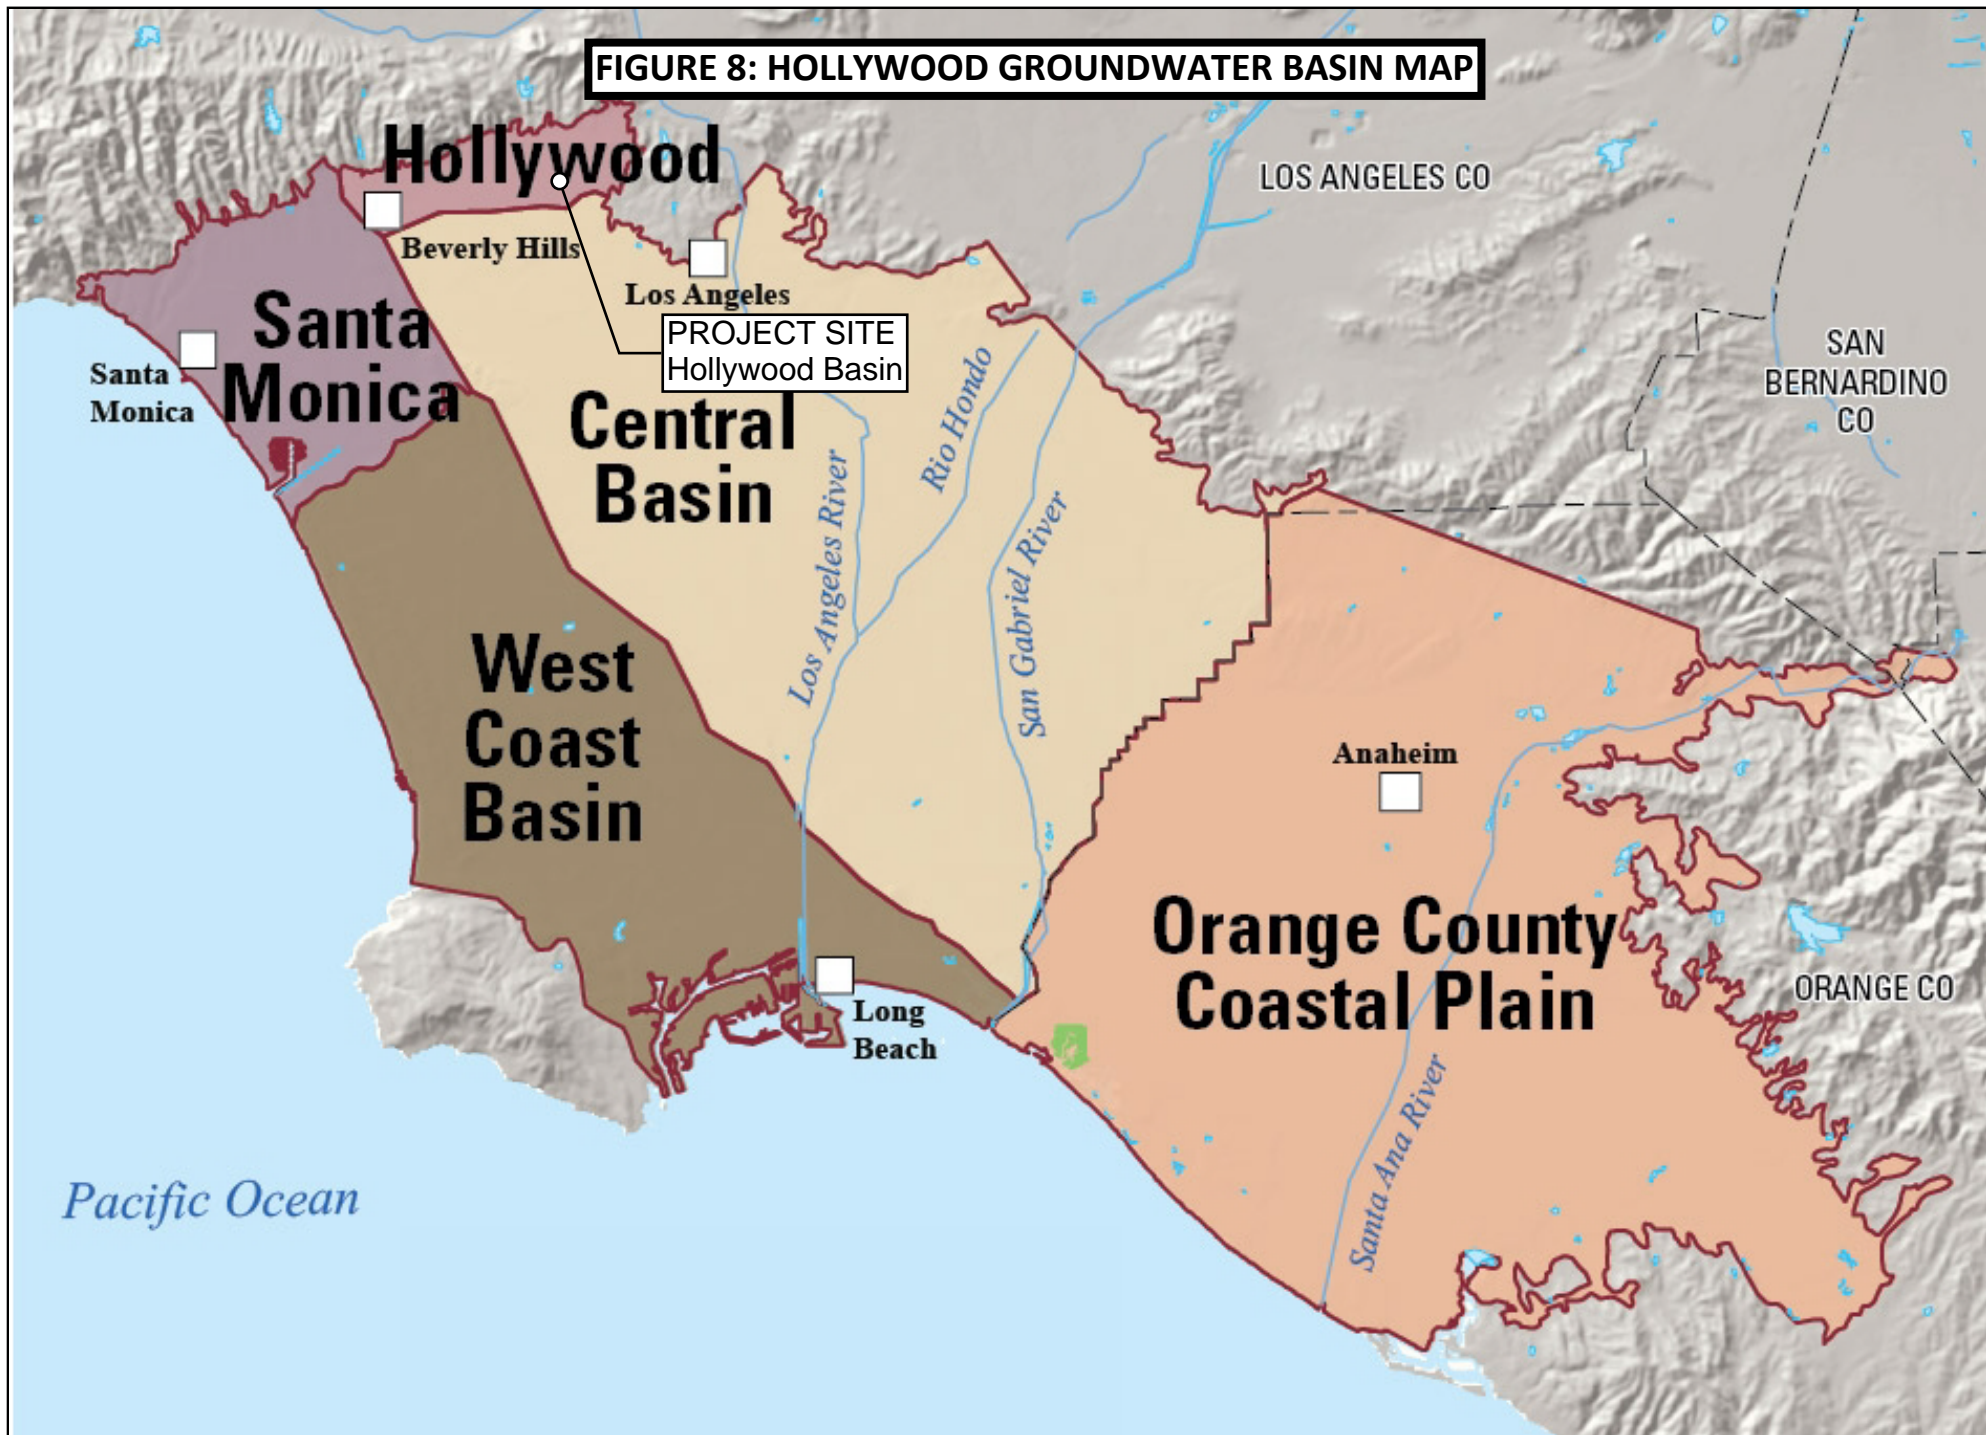 FIGURE 8: HOLLYWOOD GROUNDWATER BASIN MAP
Hollywood
LOS ANGELES CO
Beverly Hills
Los Angeles
PROJECT SITE
Hollywood Basin
Santa
Monica
Santa
Monica
Central
Basin
Rio Hondo
Los Angeles River
San Gabriel River
SAN
BERNARDINO
CO
West
Coast
Basin
Anaheim
Orange County
Coastal Plain
ORANGE CO
Long
Beach
Santa Ana River
Pacific Ocean